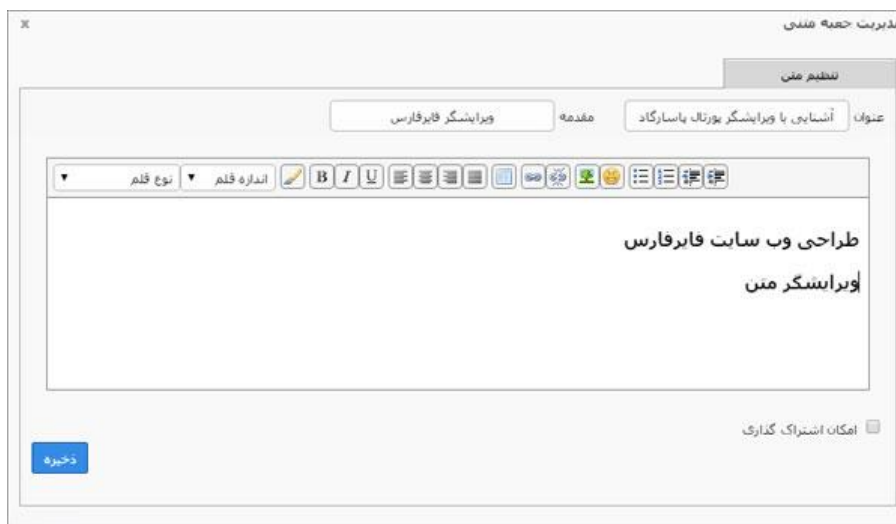 مدیریت جعبه متنی
x
تنظیم متن
عنوان آشنایی با ویرایشگر پورتال پاسارگاد مقدمه ویرایشگر فایرفارس
B I U اندازه قلم نوع قلم
طراحی وب سایت فایرفارس
ویرایشگر متن
امکان اشتراک گذاری
ذخیره